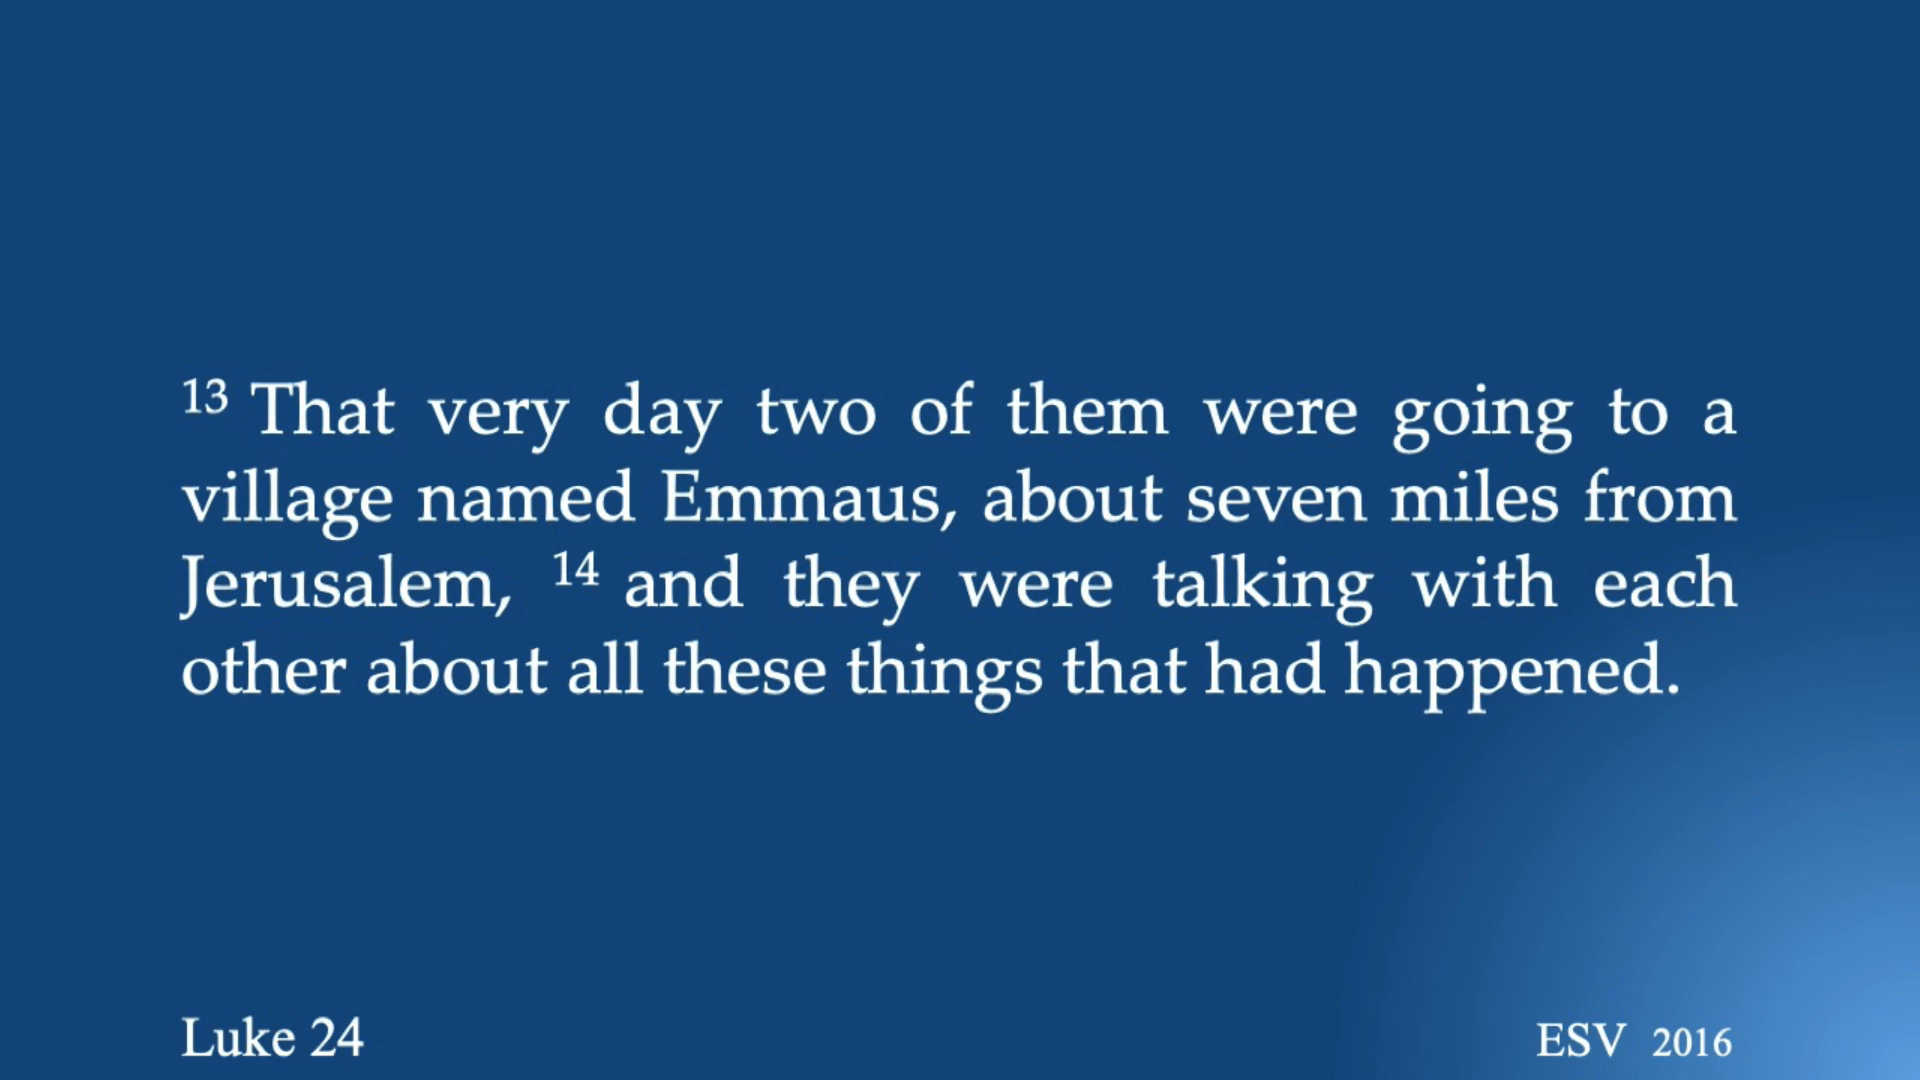 13 That very day two of them were going to a
village named Emmaus, about seven miles from
Jerusalem, 14 and they were talking with each
other about all these things that had happened.
Luke 24
ESV 2016